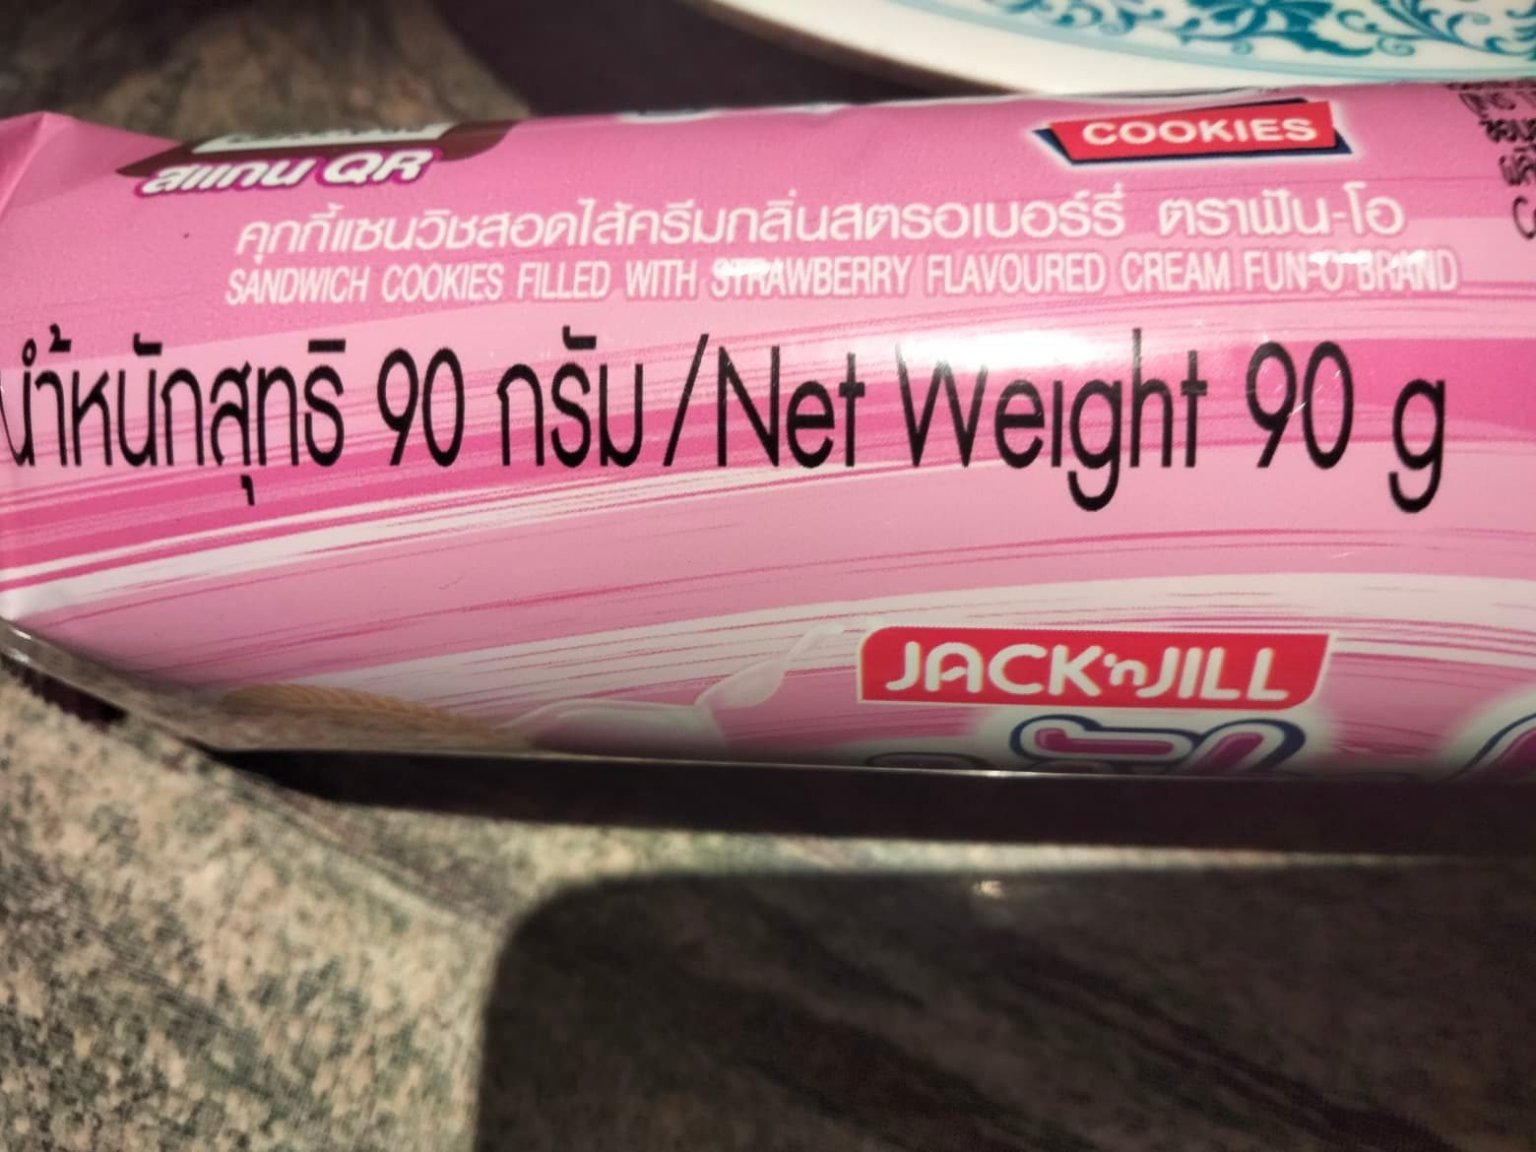 COOKIES
สแกน QR
คุกกี้แซนวิชสอดไส้ครีมกลิ่นสตรอเบอร์รี่ ตราฟัน-โอ
SANDWICH COOKIES FILLED WITH STRAWBERRY FLAVOURED CREAM FUN-O BRAND
น้ำหนักสุทธิ 90 กรัม/Net Weight 90 g
JACK'nJILL